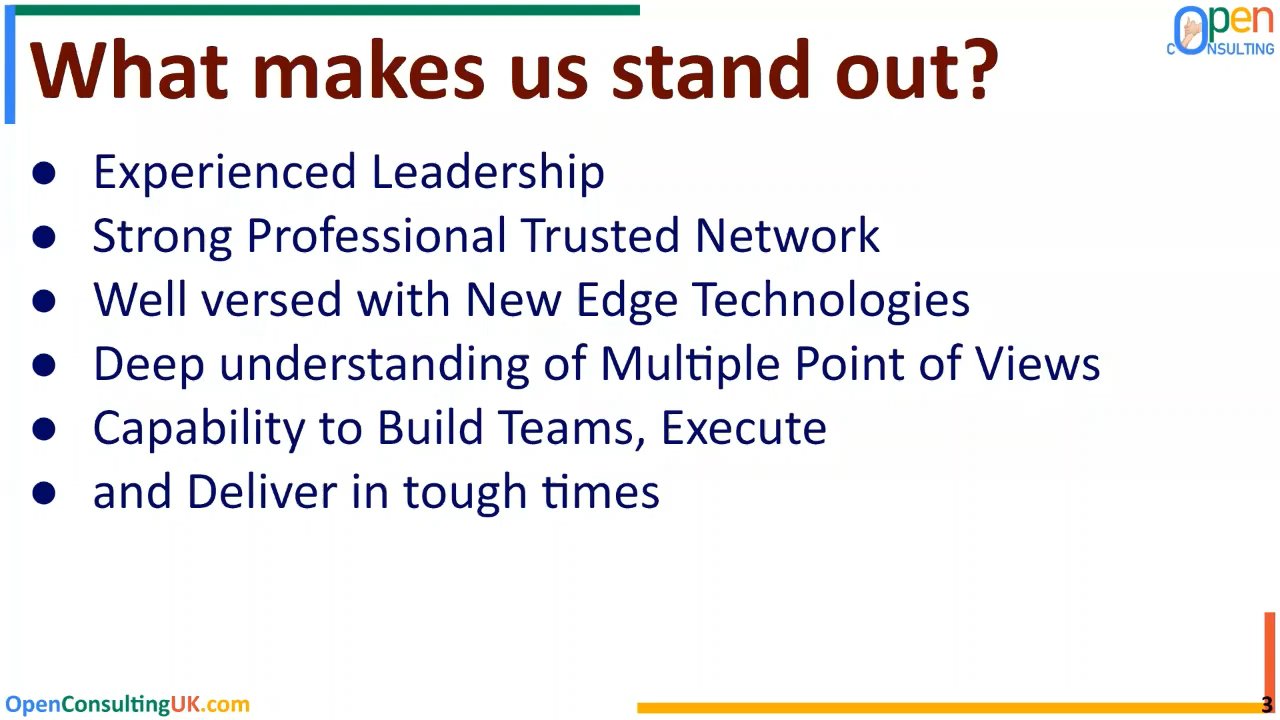 Open
CONSULTING
What makes us stand out?
● Experienced Leadership
● Strong Professional Trusted Network
● Well versed with New Edge Technologies
● Deep understanding of Multiple Point of Views
● Capability to Build Teams, Execute
● and Deliver in tough times
OpenConsultingUK.com
3